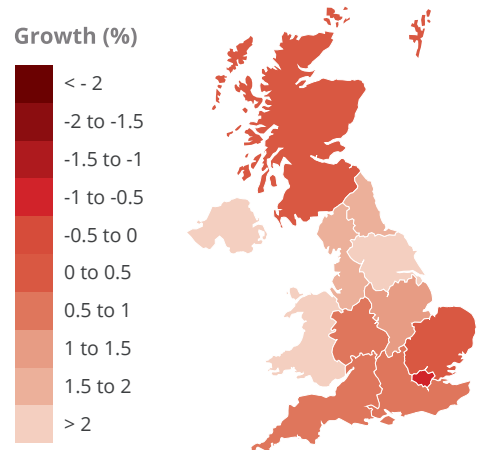 Growth (%)
< - 2
-2 to -1.5
-1.5 to -1
-1 to -0.5
-0.5 to 0
0 to 0.5
0.5 to 1
1 to 1.5
1.5 to 2
> 2